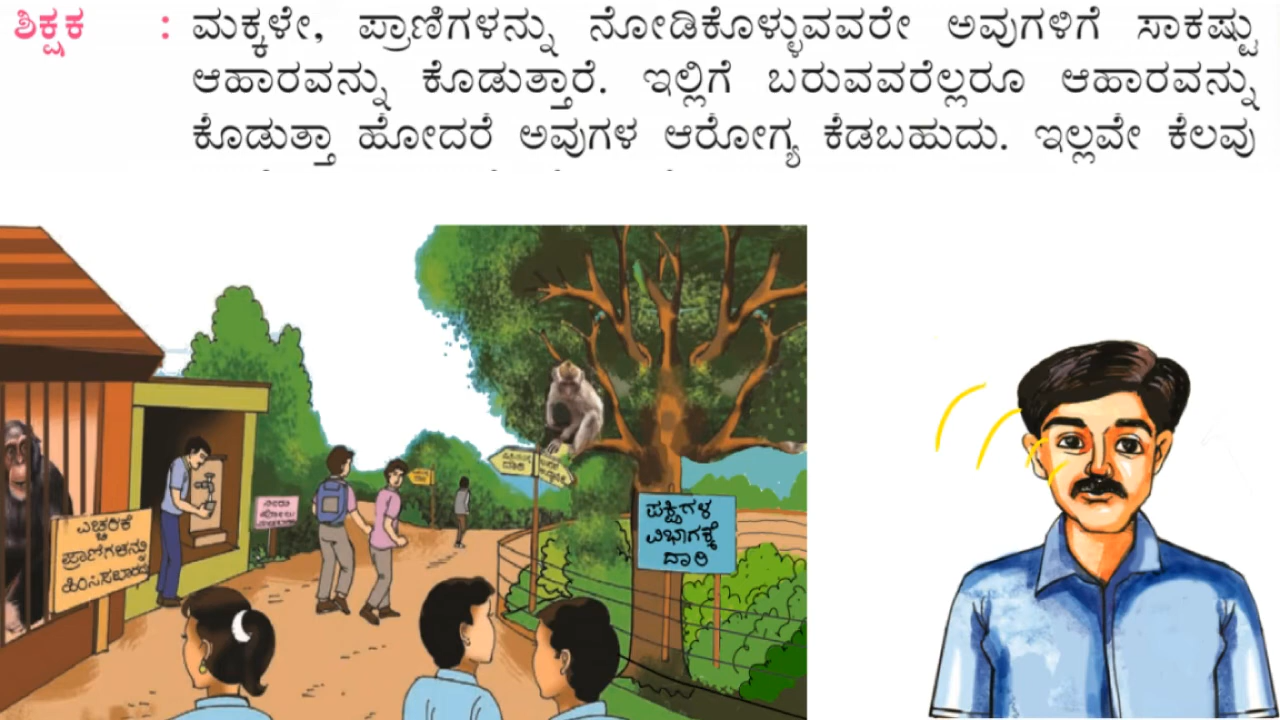 ಶಿಕ್ಷಕ : ಮಕ್ಕಳೇ, ಪ್ರಾಣಿಗಳನ್ನು ನೋಡಿಕೊಳ್ಳುವವರೇ ಅವುಗಳಿಗೆ ಸಾಕಷ್ಟು
ಆಹಾರವನ್ನು ಕೊಡುತ್ತಾರೆ. ಇಲ್ಲಿಗೆ ಬರುವವರೆಲ್ಲರೂ ಆಹಾರವನ್ನು
ಕೊಡುತ್ತಾ ಹೋದರೆ ಅವುಗಳ ಆರೋಗ್ಯ ಕೆಡಬಹುದು. ಇಲ್ಲವೇ ಕೆಲವು
ದಾರಿ
ಎಚ್ಚರಿಕೆ
ಪ್ರಾಣಿಗಳನ್ನು
ಹಿಂಸಿಸಬಾರದು
ಪಕ್ಷಿಗಳ
ವಿಭಾಗಕ್ಕೆ
ದಾರಿ